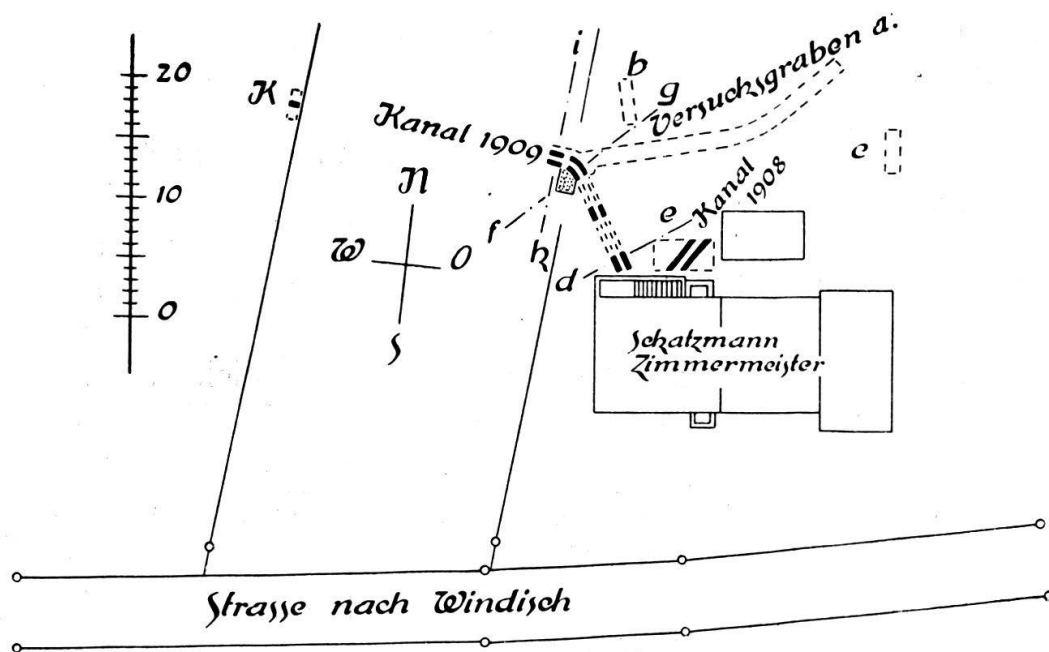 20
10
0
K
Kanal 1909
i
b
g
Versuchsgraben a.
c
N
W O
S
f
k
e
d
Kanal
1908
Schatzmann
Zimmermeister
Strasse nach Windisch